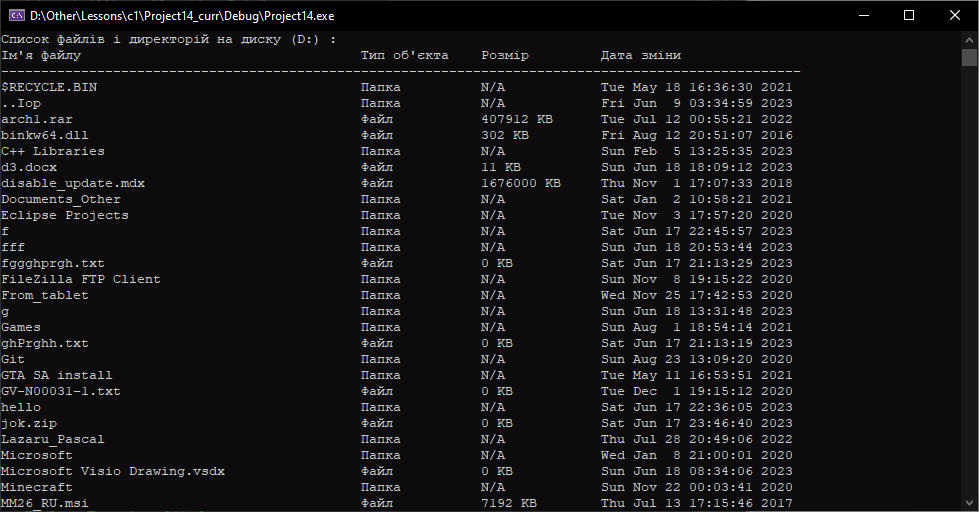 D:\Other\Lessons\c1\Project14_curr\Debug\Project14.exe
Список файлів і директорій на диску (D:) :
Ім'я файлу Тип об'єкта Розмір Дата зміни
----------------------------------------------------------------------------------------------------
$RECYCLE.BIN Папка N/A Tue May 18 16:36:30 2021
..Iop Папка N/A Fri Jun 9 03:34:59 2023
arch1.rar Файл 407912 KB Tue Jul 12 00:55:21 2022
binkw64.dll Файл 302 KB Fri Aug 12 20:51:07 2016
C++ Libraries Папка N/A Sun Feb 5 13:25:35 2023
d3.docx Файл 11 KB Sun Jun 18 18:09:12 2023
disable_update.mdx Файл 1676000 KB Thu Nov 1 17:07:33 2018
Documents_Other Папка N/A Sat Jan 2 10:58:21 2021
Eclipse Projects Папка N/A Tue Nov 3 17:57:20 2020
f Папка N/A Sat Jun 17 22:45:57 2023
fff Папка N/A Sun Jun 18 20:53:44 2023
fggghprgh.txt Файл 0 KB Sat Jun 17 21:13:29 2023
FileZilla FTP Client Папка N/A Sun Nov 8 19:15:22 2020
From_tablet Папка N/A Wed Nov 25 17:42:53 2020
g Папка N/A Sun Jun 18 13:31:48 2023
Games Папка N/A Sun Aug 1 18:54:14 2021
ghPrghh.txt Файл 0 KB Sat Jun 17 21:13:19 2023
Git Папка N/A Sun Aug 23 13:09:20 2020
GTA SA install Папка N/A Tue May 11 16:53:51 2021
GV-N00031-1.txt Файл 0 KB Tue Dec 1 19:15:12 2020
hello Папка N/A Sat Jun 17 22:36:05 2023
jok.zip Файл 0 KB Sat Jun 17 23:46:40 2023
Lazaru_Pascal Папка N/A Thu Jul 28 20:49:06 2022
Microsoft Папка N/A Wed Jan 8 21:00:01 2020
Microsoft Visio Drawing.vsdx Файл 0 KB Sun Jun 18 08:34:06 2023
Minecraft Папка N/A Sun Nov 22 00:03:41 2020
MM26_RU.msi Файл 7192 KB Thu Jul 13 17:15:46 2017